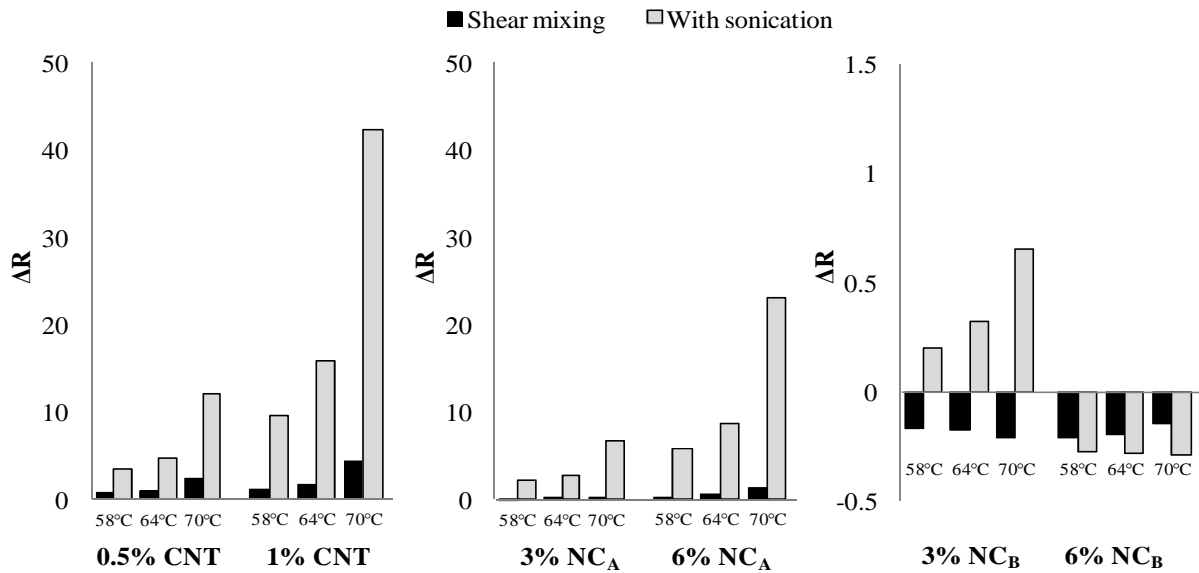 Shear mixing With sonication
50
40
30
20
10
0
ΔR
58°C 64°C 70°C 58°C 64°C 70°C
0.5% CNT 1% CNT
50
40
30
20
10
0
ΔR
58°C 64°C 70°C 58°C 64°C 70°C
3% NCA 6% NCA
1.5
1
0.5
0
-0.5
ΔR
58°C 64°C 70°C 58°C 64°C 70°C
3% NCB 6% NCB